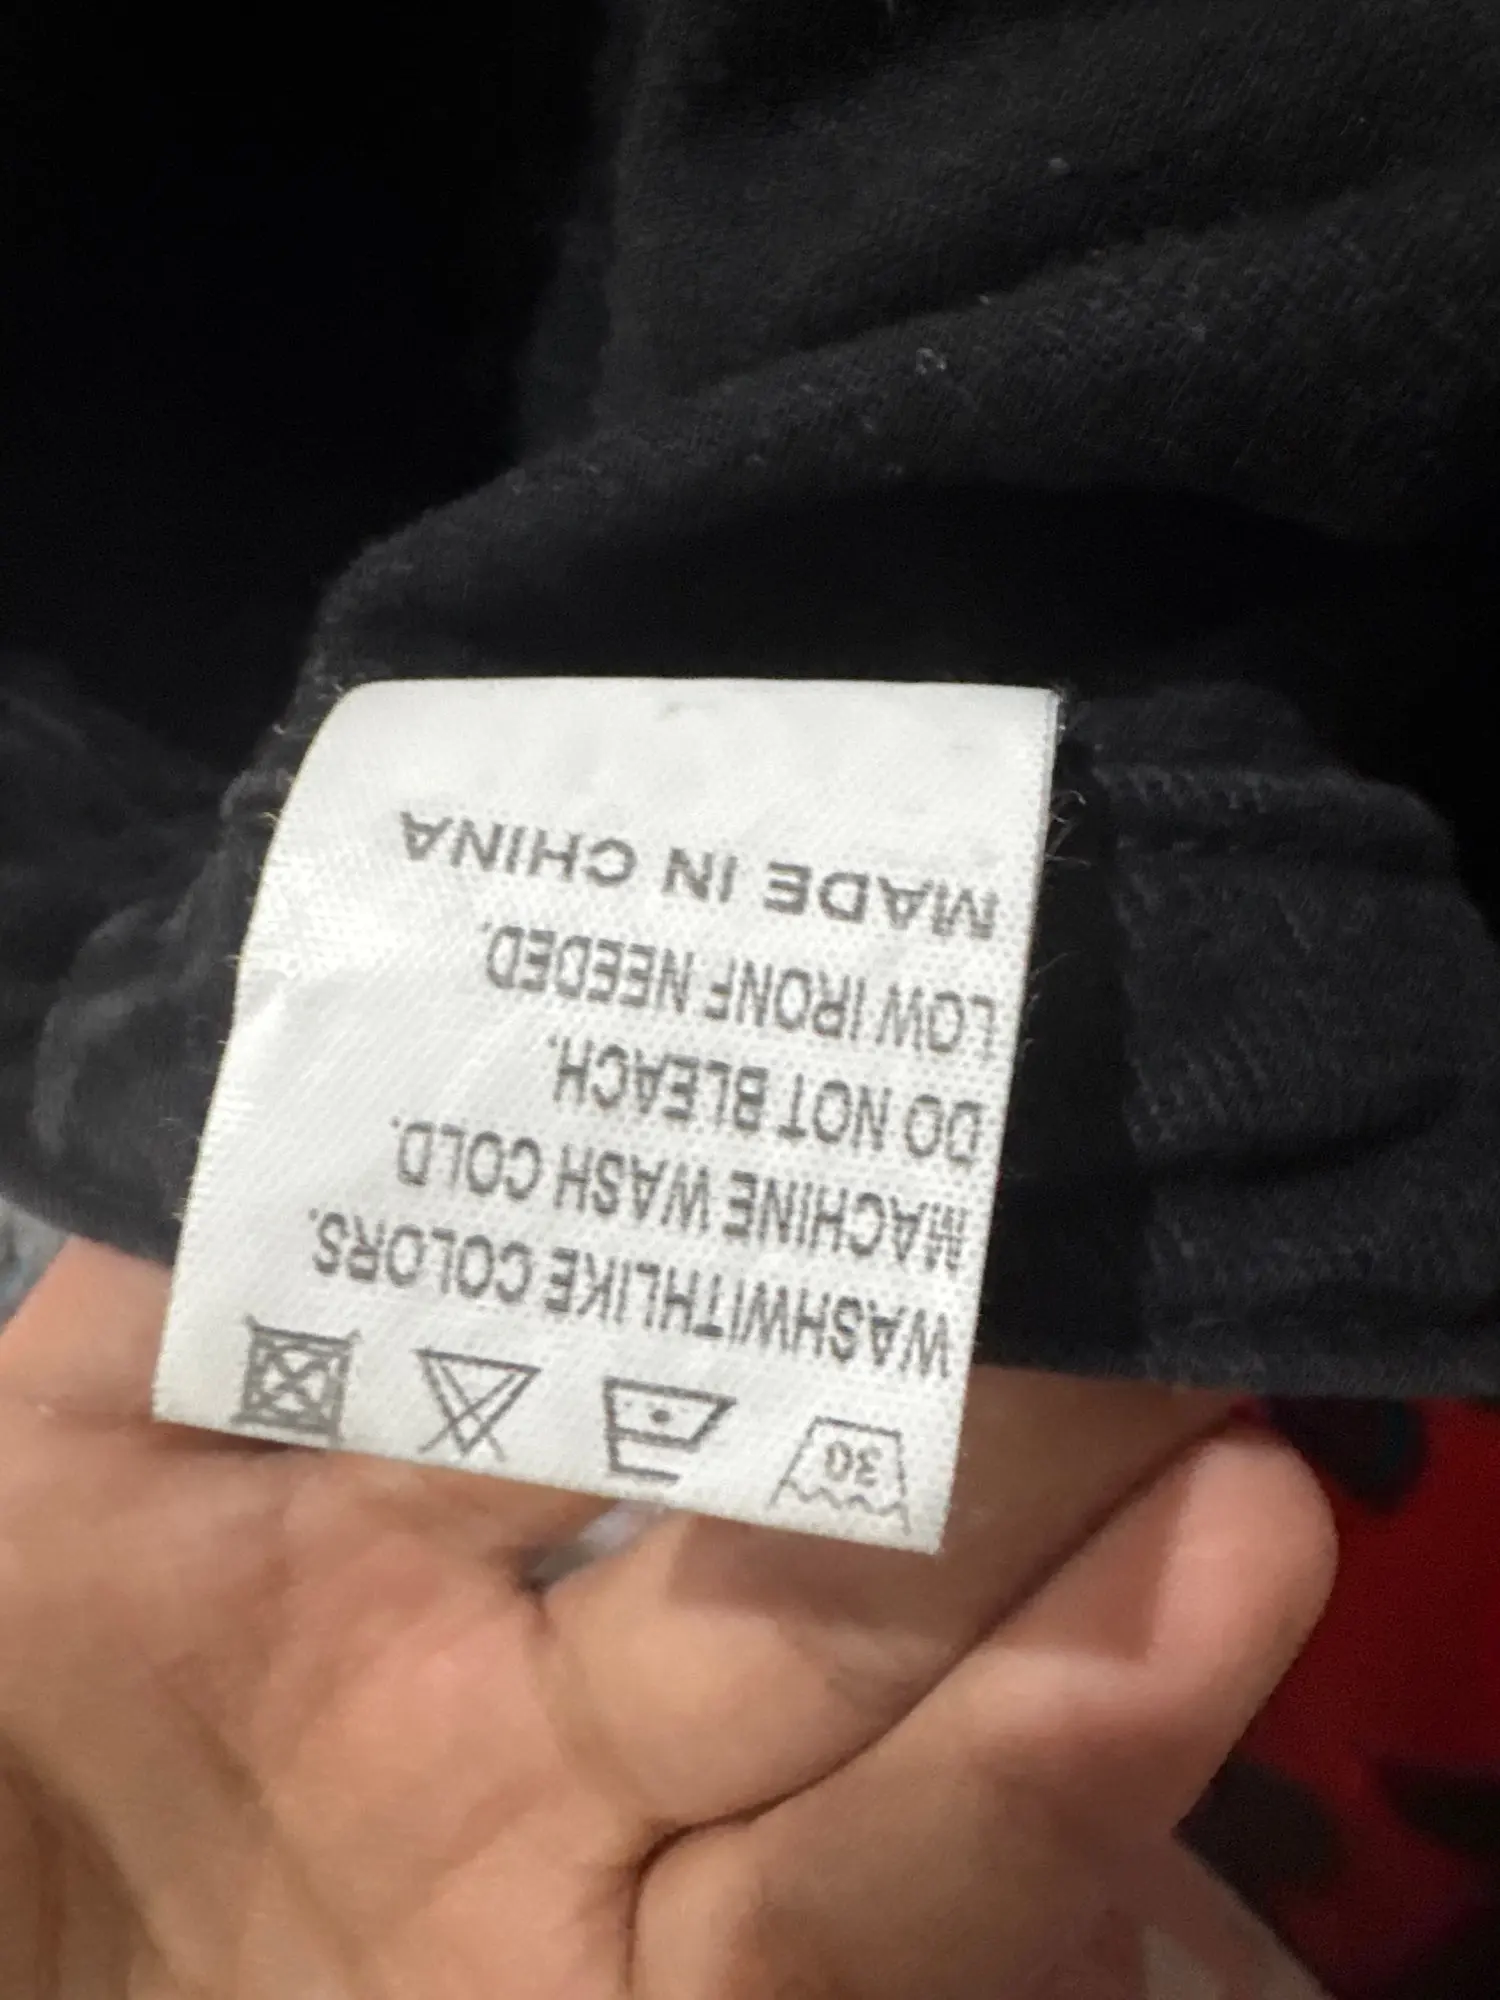 30
WASHWITHLIKE COLORS.
MACHINE WASH COLD.
DO NOT BLEACH.
LOW IRONF NEEDED.
MADE IN CHINA